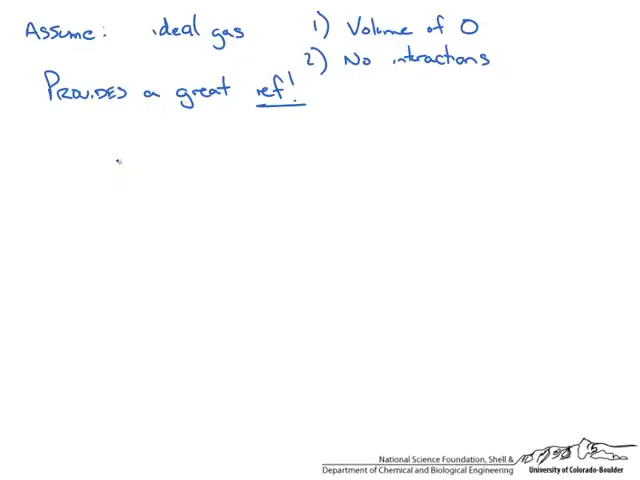 Assume: ideal gas 1) Volume of 0
2) No interactions
PROVIDES a great ref!
National Science Foundation, Shell &
Department of Chemical and Biological Engineering
University of Colorado-Boulder